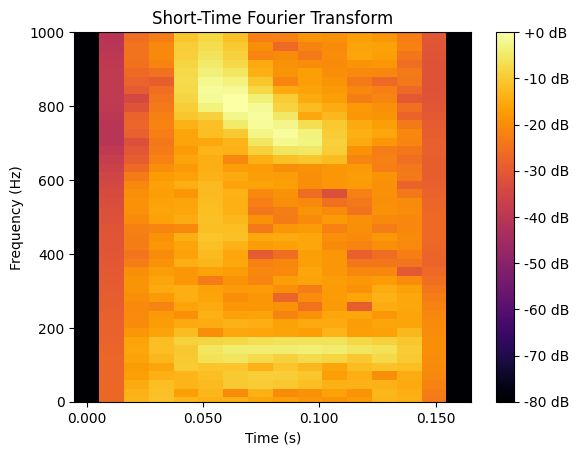 Short-Time Fourier Transform
1000
800
600
400
200
0
Frequency (Hz)
0.000
0.050
0.100
0.150
Time (s)
+0 dB
-10 dB
-20 dB
-30 dB
-40 dB
-50 dB
-60 dB
-70 dB
-80 dB